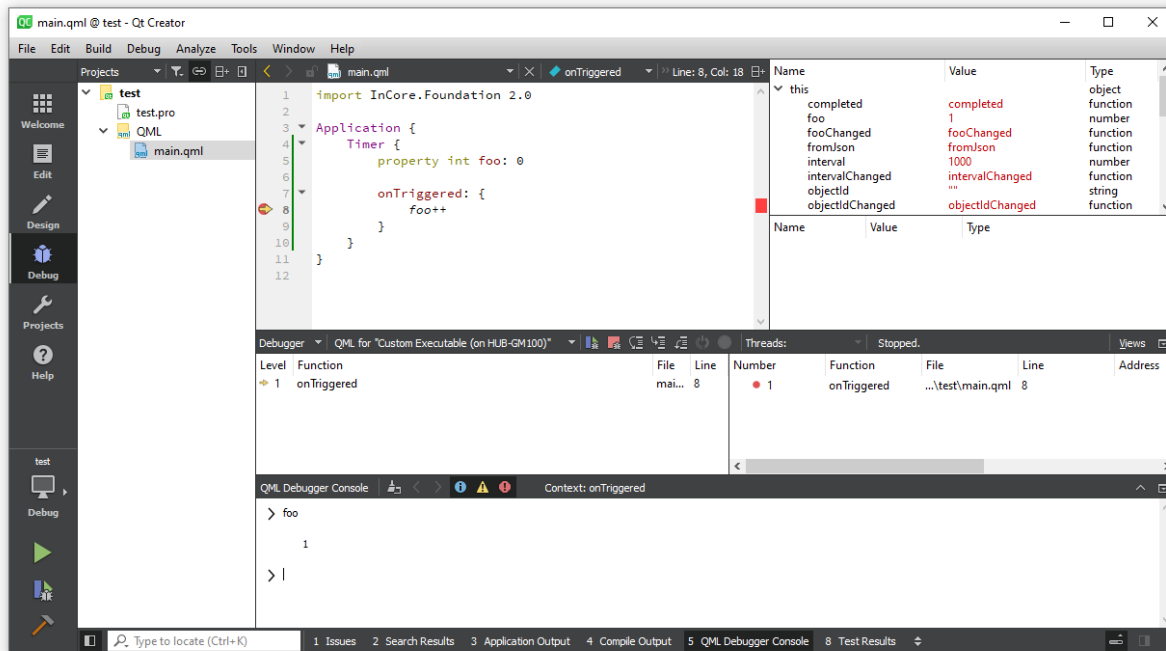 main.qml @ test - Qt Creator
File Edit Build Debug Analyze Tools Window Help
Projects
main.qml
onTriggered
Line: 8, Col: 18
Welcome
Edit
Design
Debug
Projects
Help
test
Debug
test
test.pro
QML
main.qml
1 import InCore.Foundation 2.0
2
3 Application {
4 Timer {
5 property int foo: 0
6
7 onTriggered: {
8 foo++
9 }
10 }
11 }
12
Name Value Type
this object
completed completed function
foo 1 number
fooChanged fooChanged function
fromJson fromJson function
interval 1000 number
intervalChanged intervalChanged function
objectId "" string
objectIdChanged objectIdChanged function
Name Value Type
Debugger QML for "Custom Executable (on HUB-GM100)" Threads: Stopped. Views
Level Function File Line
1 onTriggered mai... 8
Number Function File Line Address
1 onTriggered ...\test\main.qml 8
QML Debugger Console Context: onTriggered
> foo
1
>
Type to locate (Ctrl+K) 1 Issues 2 Search Results 3 Application Output 4 Compile Output 5 QML Debugger Console 8 Test Results